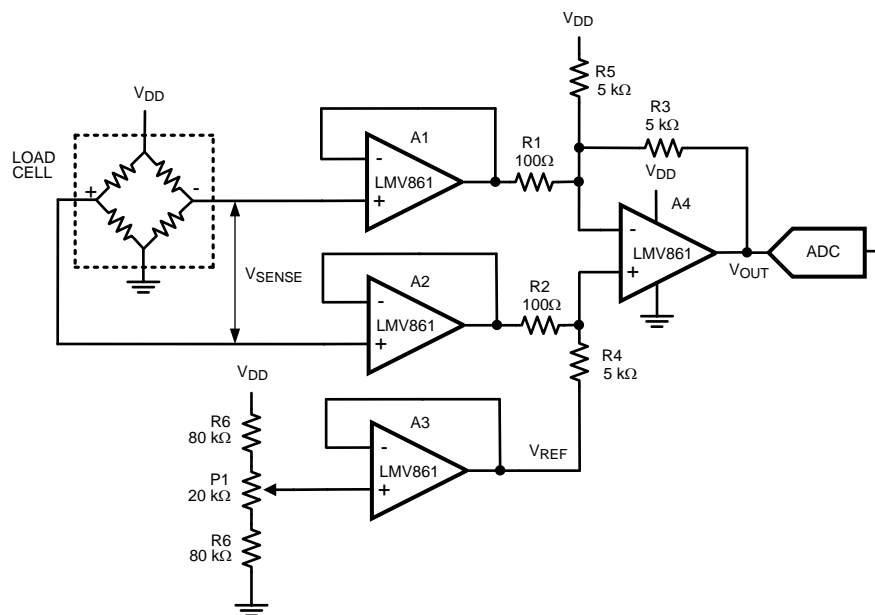 VDD
R5
5 kΩ
R3
5 kΩ
VDD
LOAD
CELL
+
-
A1
-
LMV861
+
R1
100Ω
VDD
A4
-
LMV861
+
VOUT
ADC
VSENSE
A2
-
LMV861
+
R2
100Ω
R4
5 kΩ
VDD
R6
80 kΩ
P1
20 kΩ
R6
80 kΩ
A3
-
LMV861
+
VREF